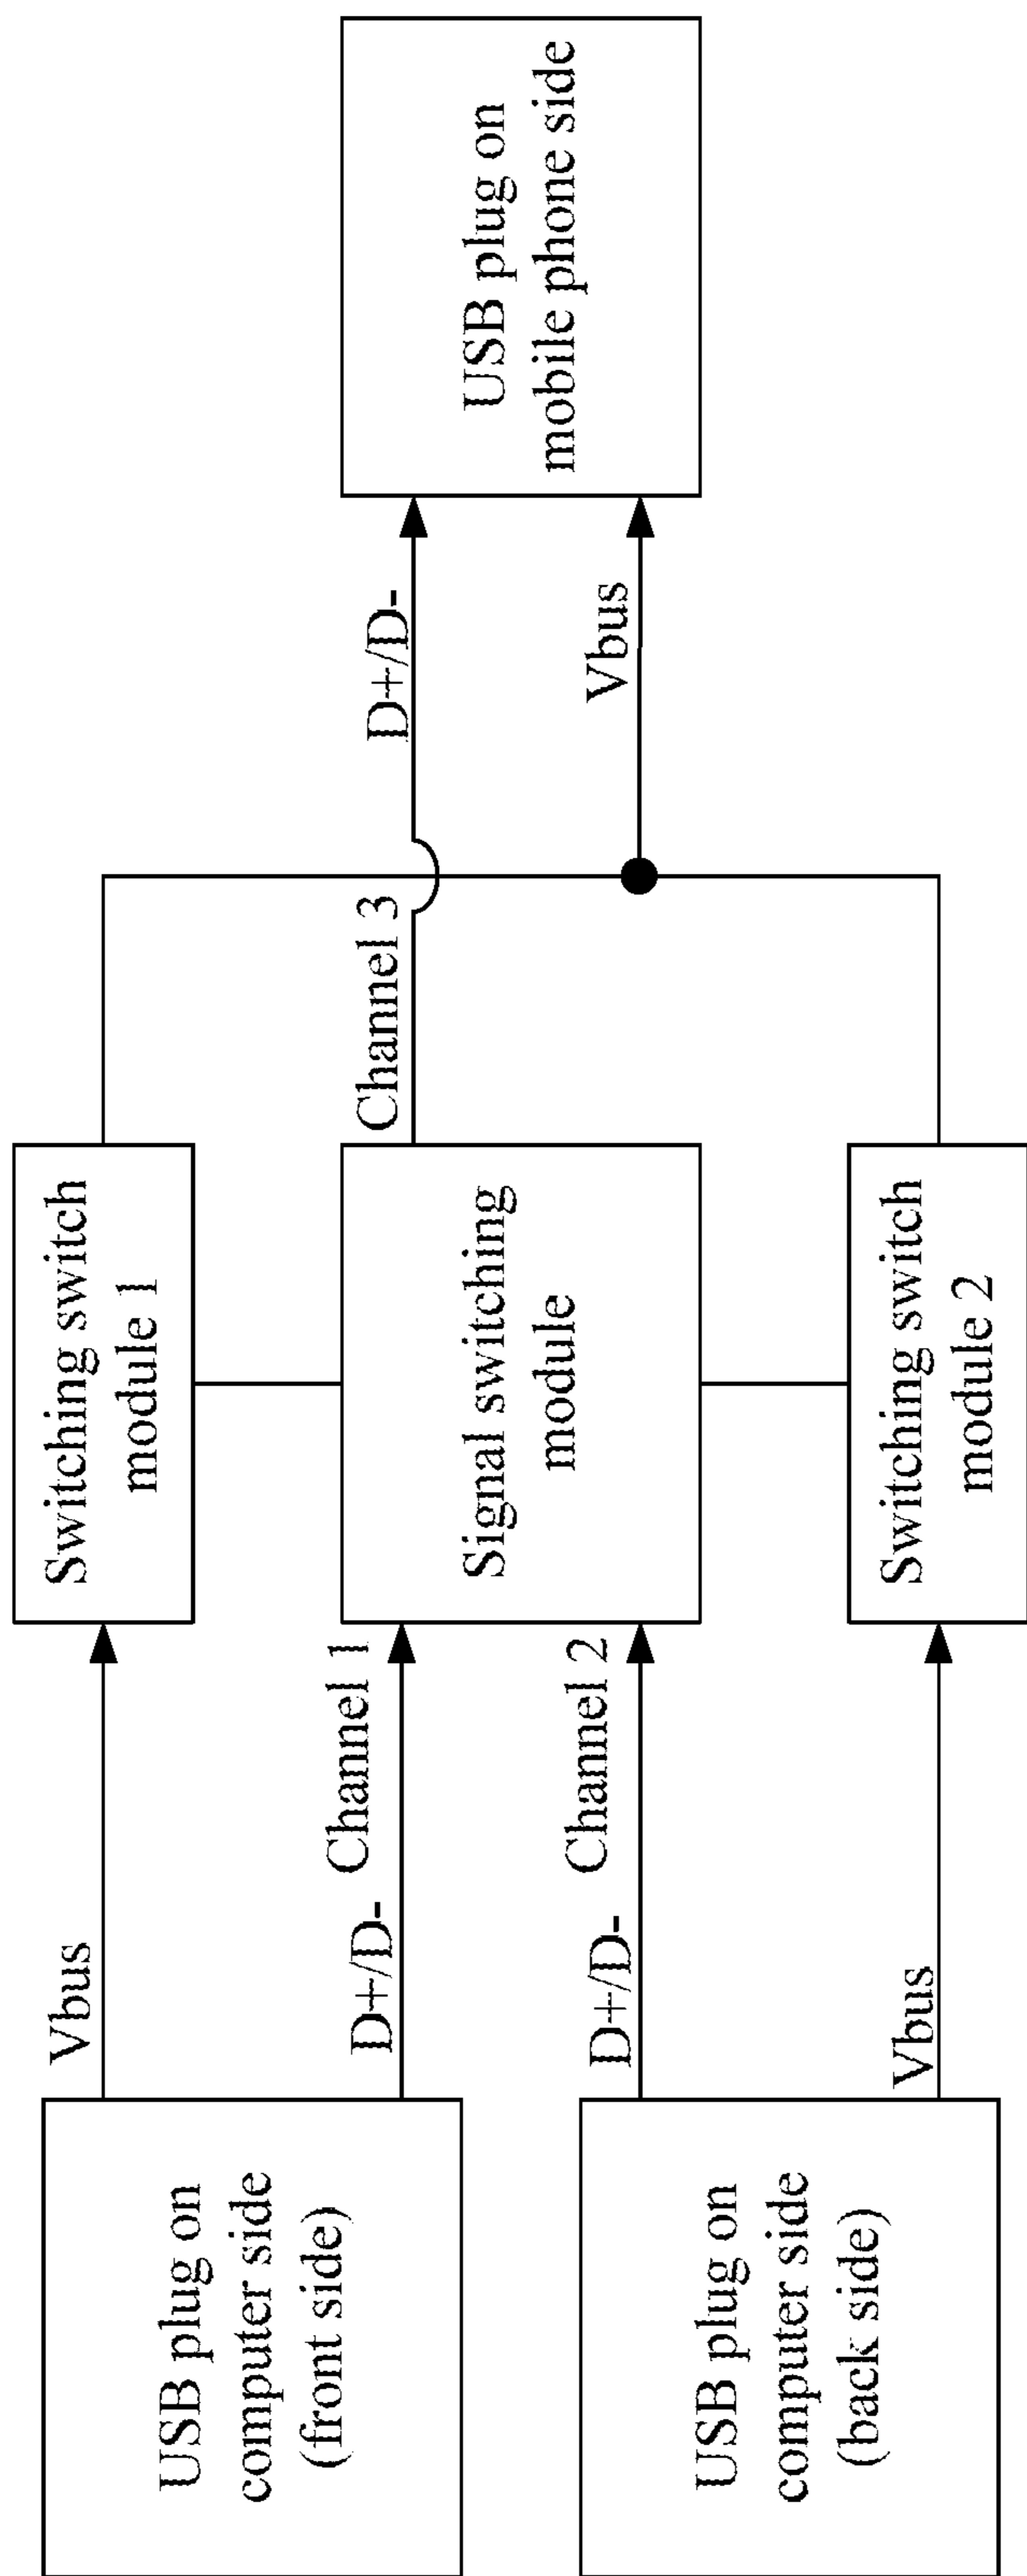 USB plug on
computer side
(front side)
Vbus
D+/D-
Channel 1
Switching switch
module 1
USB plug on
computer side
(back side)
D+/D-
Channel 2
Vbus
Signal switching
module
Switching switch
module 2
Channel 3
D+/D-
Vbus
USB plug on
mobile phone side